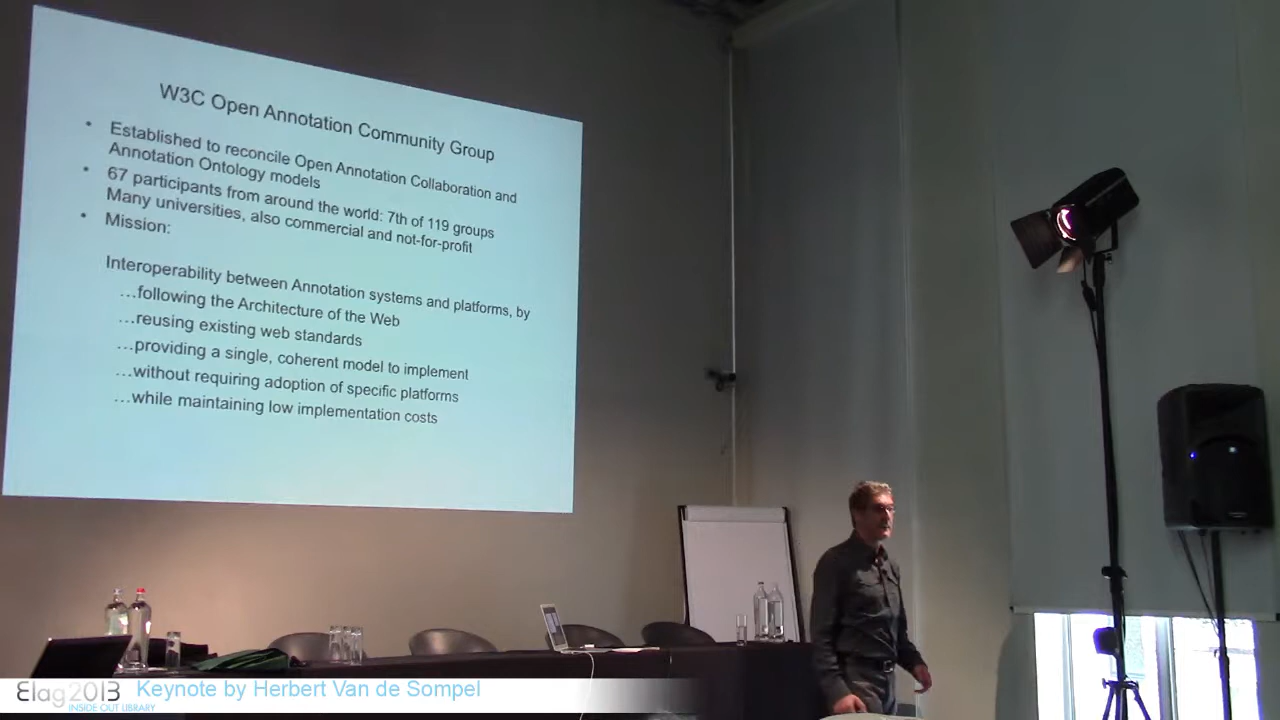 W3C Open Annotation Community Group
• Established to reconcile Open Annotation Collaboration and
Annotation Ontology models
• 67 participants from around the world: 7th of 119 groups
Many universities, also commercial and not-for-profit
• Mission:
Interoperability between Annotation systems and platforms, by
…following the Architecture of the Web
…reusing existing web standards
…providing a single, coherent model to implement
…without requiring adoption of specific platforms
…while maintaining low implementation costs
Elag2013 Keynote by Herbert Van de Sompel
INSIDE OUT LIBRARY